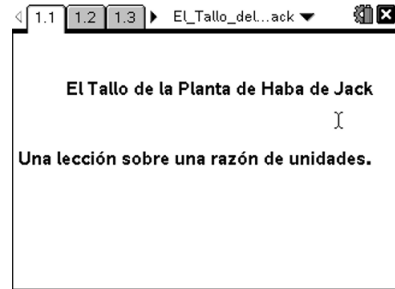 1.1 1.2 1.3 El_Tallo_del...ack
El Tallo de la Planta de Haba de Jack
Una lección sobre una razón de unidades.